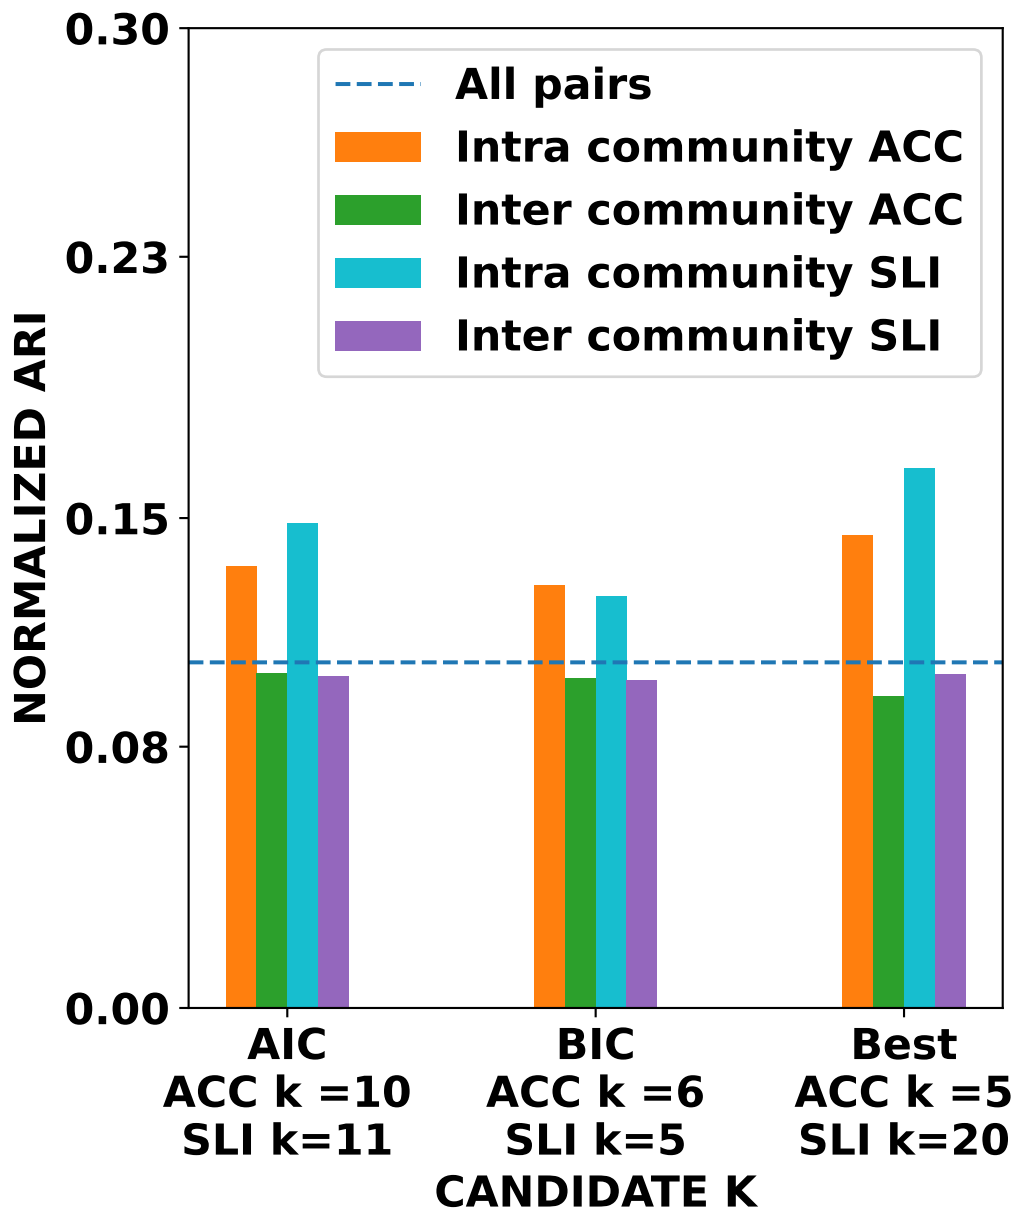 0.30
0.23
0.15
0.08
0.00
NORMALIZED ARI
All pairs
Intra community ACC
Inter community ACC
Intra community SLI
Inter community SLI
AIC
ACC k =10
SLI k=11
BIC
ACC k =6
SLI k=5
Best
ACC k =5
SLI k=20
CANDIDATE K